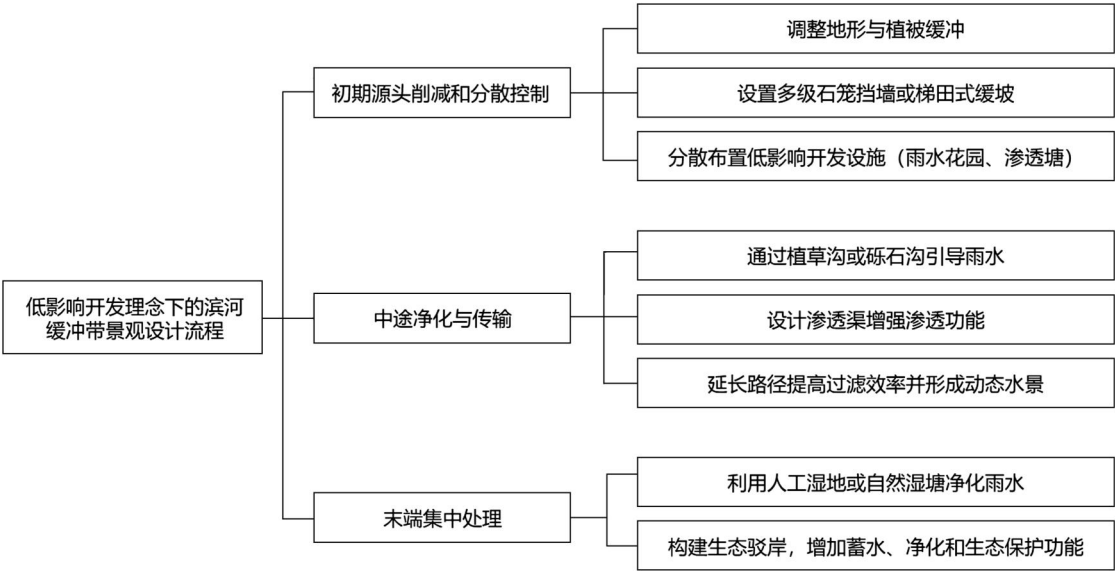 低影响开发理念下的滨河
缓冲带景观设计流程
初期源头削减和分散控制
调整地形与植被缓冲
设置多级石笼挡墙或梯田式缓坡
分散布置低影响开发设施（雨水花园、渗透塘）
中途净化与传输
通过植草沟或砾石沟引导雨水
设计渗透渠增强渗透功能
延长路径提高过滤效率并形成动态水景
末端集中处理
利用人工湿地或自然湿塘净化雨水
构建生态驳岸，增加蓄水、净化和生态保护功能